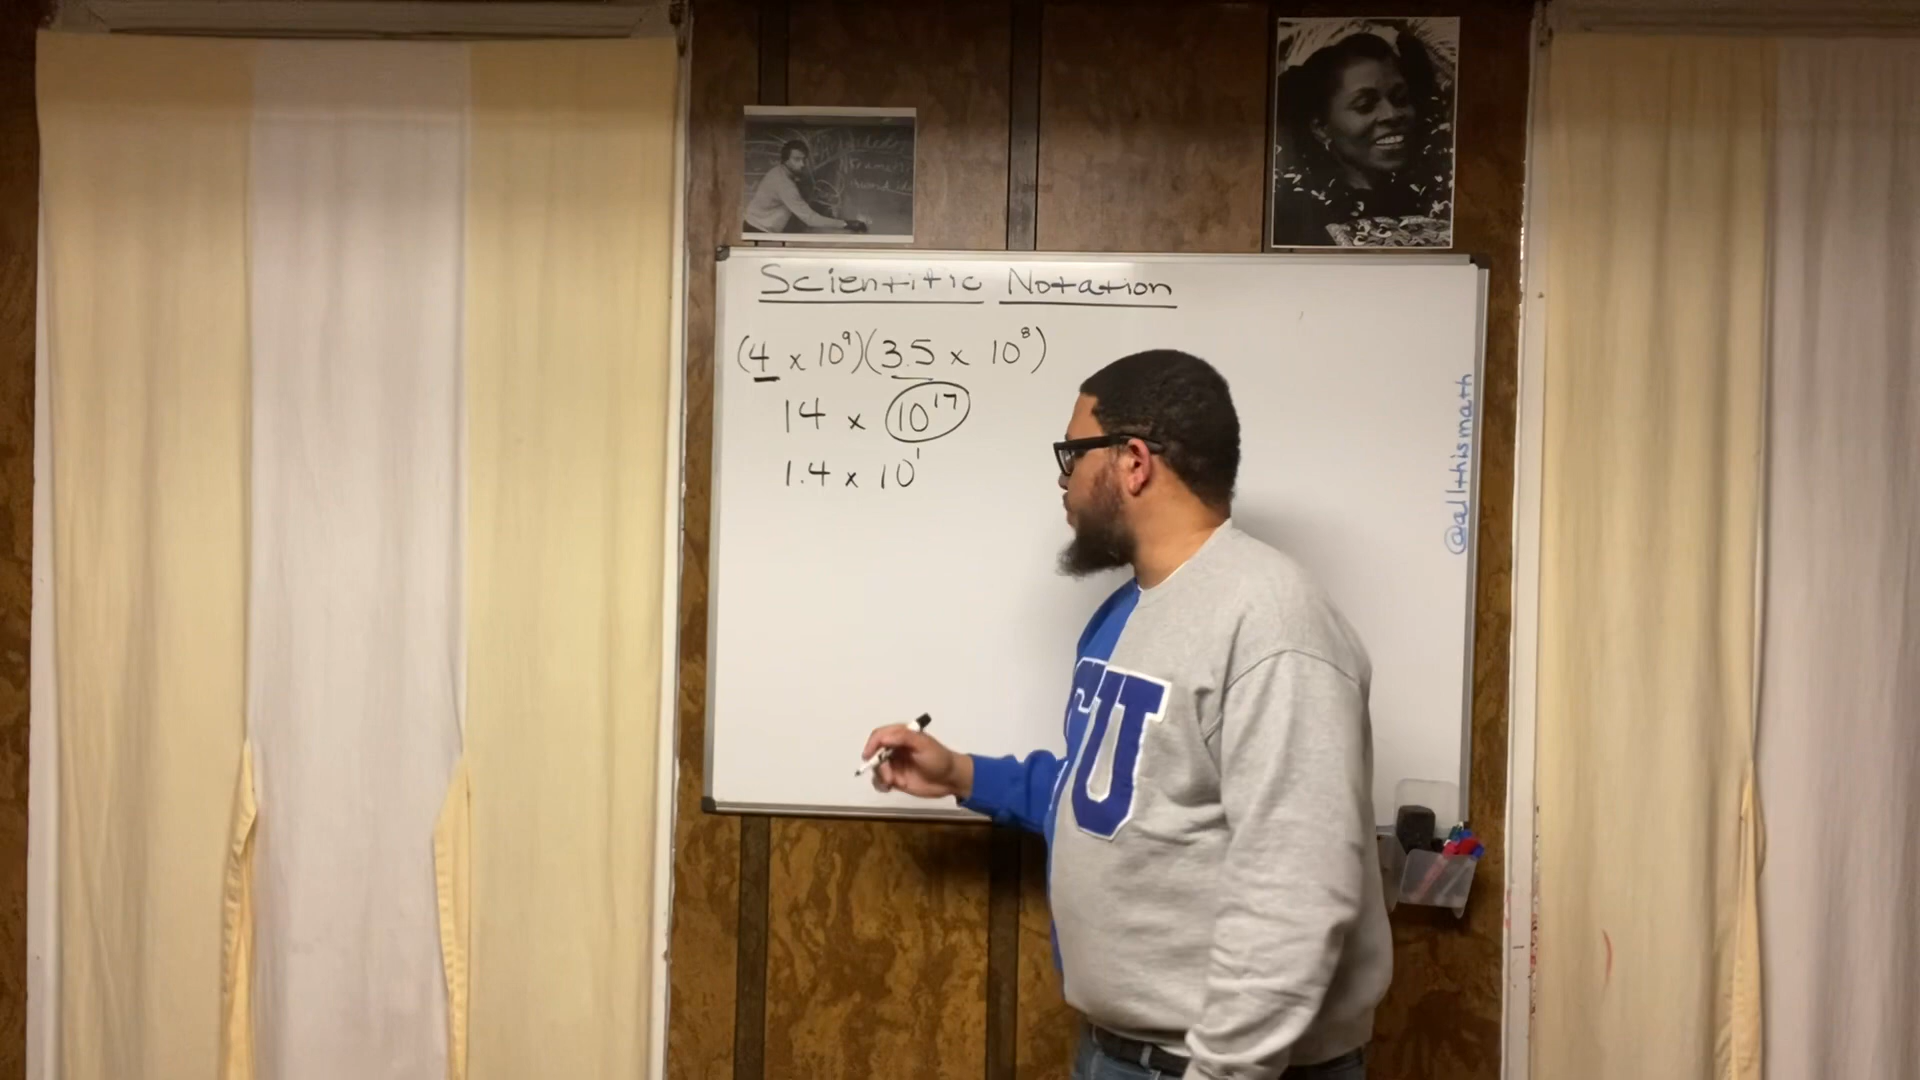 Scientific Notation
(4 x 10⁹)(3.5 x 10⁸)
14 x 10¹⁷
1.4 x 10¹
@allthismath
U